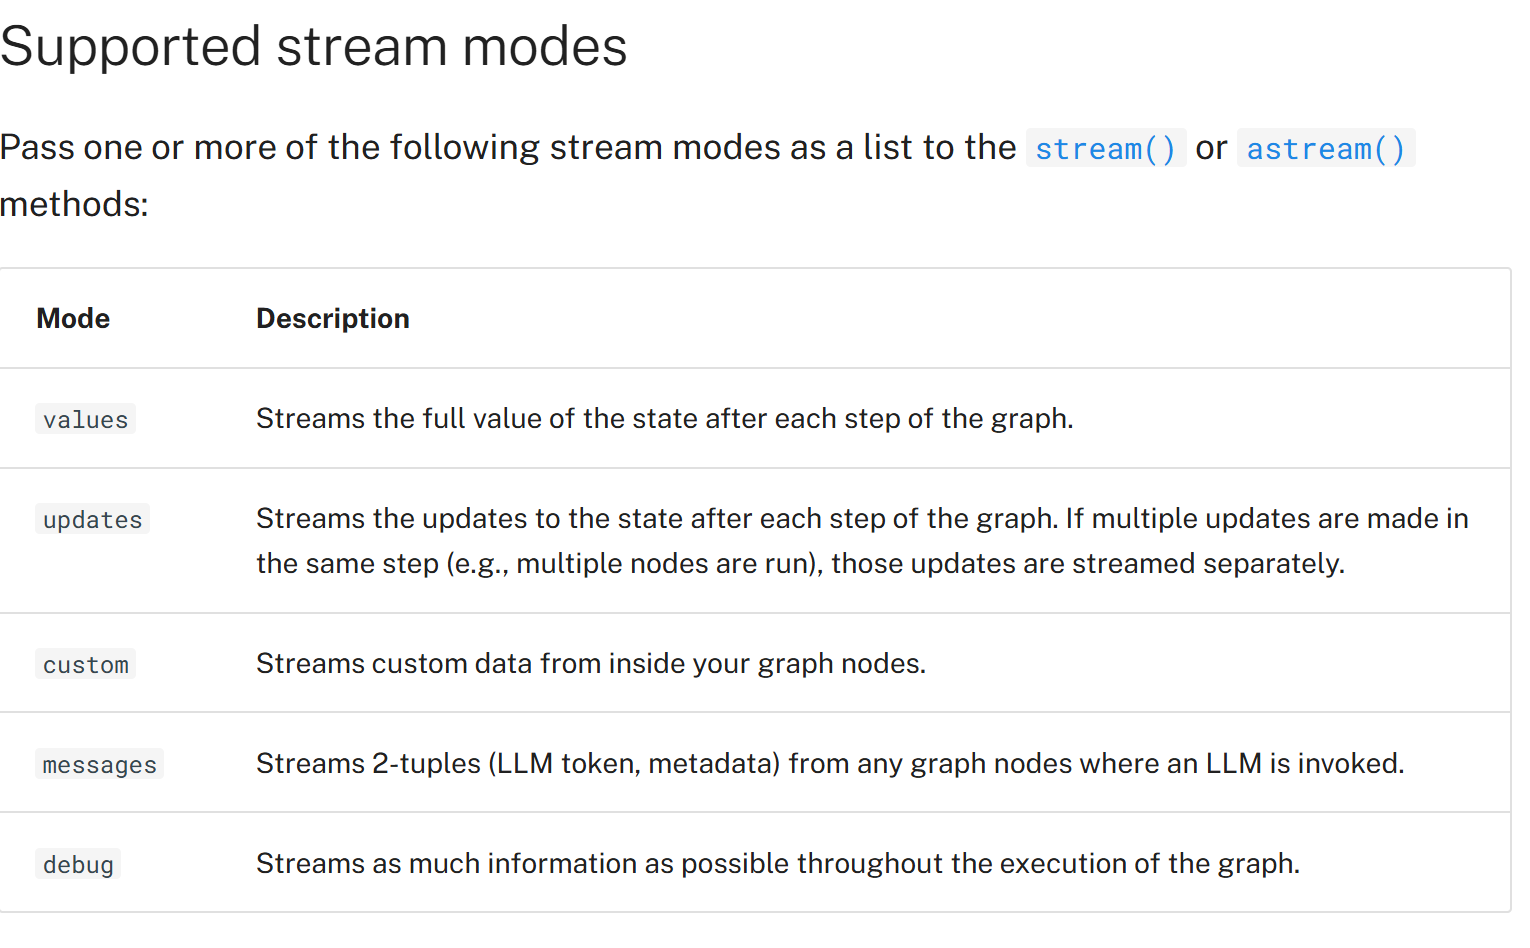 Supported stream modes
Pass one or more of the following stream modes as a list to the stream() or astream()
methods:
Mode Description
values Streams the full value of the state after each step of the graph.
updates Streams the updates to the state after each step of the graph. If multiple updates are made in
the same step (e.g., multiple nodes are run), those updates are streamed separately.
custom Streams custom data from inside your graph nodes.
messages Streams 2-tuples (LLM token, metadata) from any graph nodes where an LLM is invoked.
debug Streams as much information as possible throughout the execution of the graph.